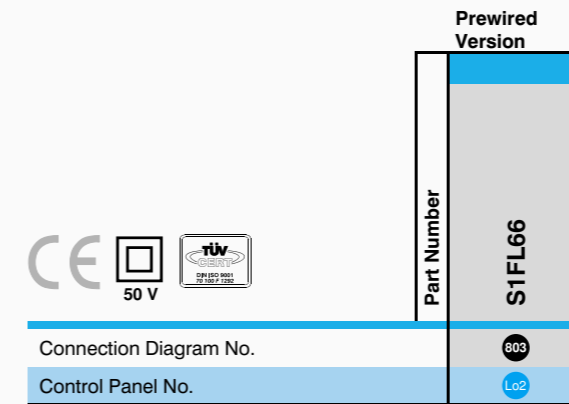 Prewired
Version
Part Number
S1FL66
CE
50 V
TÜV
CERT
DIN ISO 9001
70 100 F 1292
Connection Diagram No.
803
Control Panel No.
Lo2